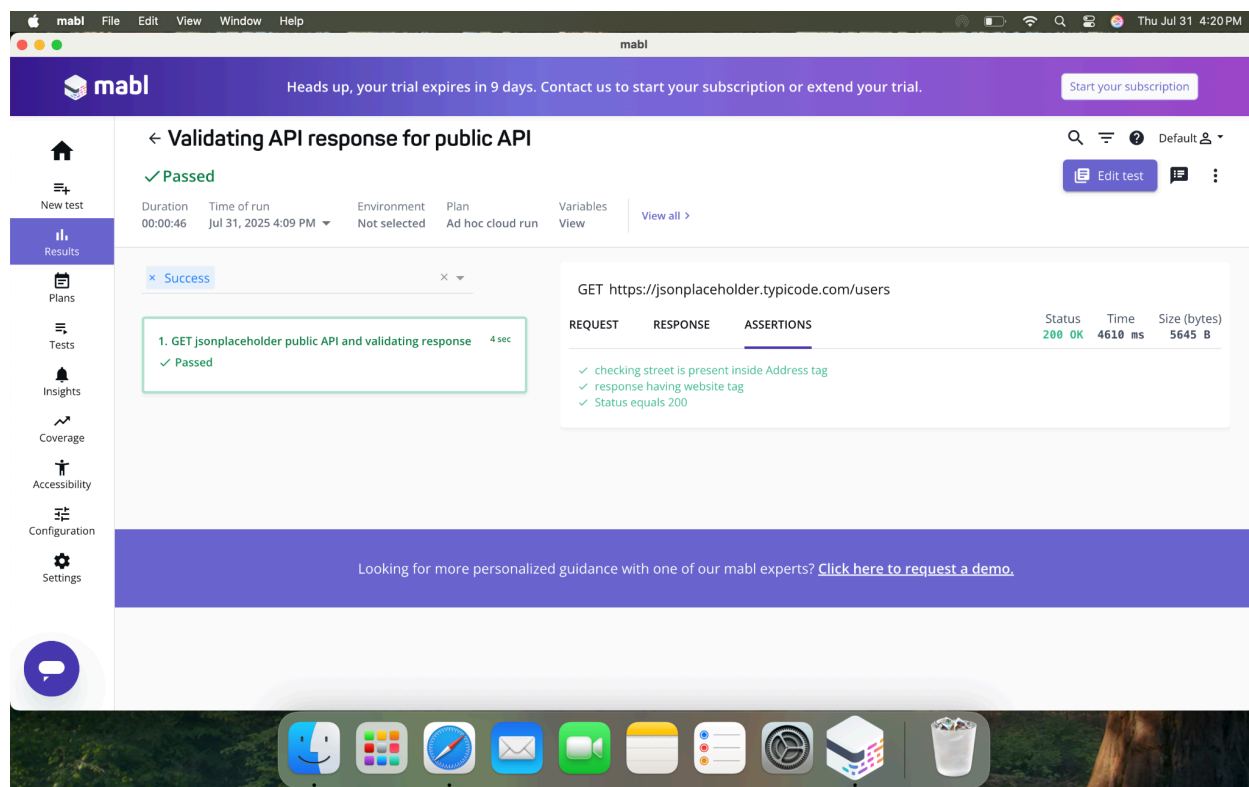 mabl File Edit View Window Help Thu Jul 31 4:20 PM
mabl
mabl
Heads up, your trial expires in 9 days. Contact us to start your subscription or extend your trial.
Start your subscription
← Validating API response for public API
Default
Passed
Edit test
Duration Time of run Environment Plan Variables
00:00:46 Jul 31, 2025 4:09 PM Not selected Ad hoc cloud run View
View all >
New test
Results
Plans
Tests
Insights
Coverage
Accessibility
Configuration
Settings
× Success ×
1. GET jsonplaceholder public API and validating response 4 sec
Passed
GET https://jsonplaceholder.typicode.com/users
REQUEST RESPONSE ASSERTIONS
Status Time Size (bytes)
200 OK 4610 ms 5645 B
checking street is present inside Address tag
response having website tag
Status equals 200
Looking for more personalized guidance with one of our mabl experts? Click here to request a demo.